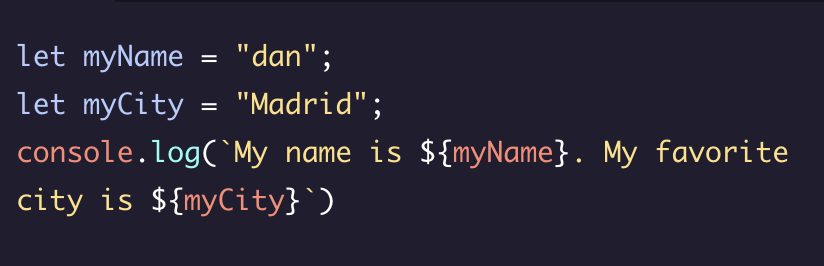 let myName = "dan";
let myCity = "Madrid";
console.log(`My name is ${myName}. My favorite
city is ${myCity}`)